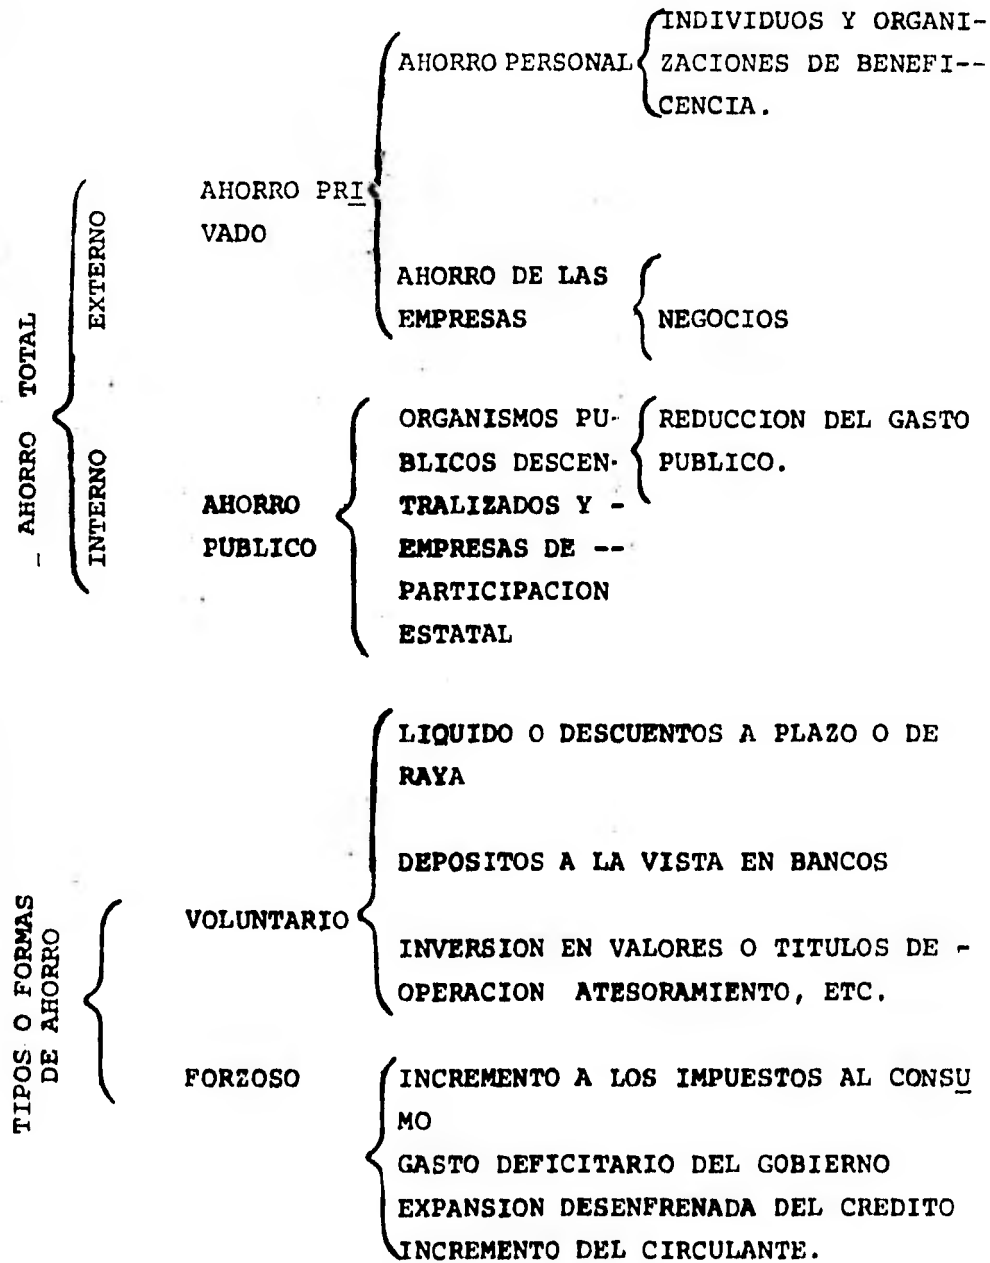 - AHORRO TOTAL
EXTERNO
INTERNO
AHORRO PRI
VADO
AHORRO PERSONAL
INDIVIDUOS Y ORGANI-
ZACIONES DE BENEFI--
CENCIA.
AHORRO DE LAS
EMPRESAS
NEGOCIOS
AHORRO
PUBLICO
ORGANISMOS PU-
BLICOS DESCEN-
TRALIZADOS Y -
EMPRESAS DE --
PARTICIPACION
ESTATAL
REDUCCION DEL GASTO
PUBLICO.
TIPOS O FORMAS
DE AHORRO
VOLUNTARIO
LIQUIDO O DESCUENTOS A PLAZO O DE
RAYA
DEPOSITOS A LA VISTA EN BANCOS
INVERSION EN VALORES O TITULOS DE -
OPERACION ATESORAMIENTO, ETC.
FORZOSO
INCREMENTO A LOS IMPUESTOS AL CONSU
MO
GASTO DEFICITARIO DEL GOBIERNO
EXPANSION DESENFRENADA DEL CREDITO
INCREMENTO DEL CIRCULANTE.